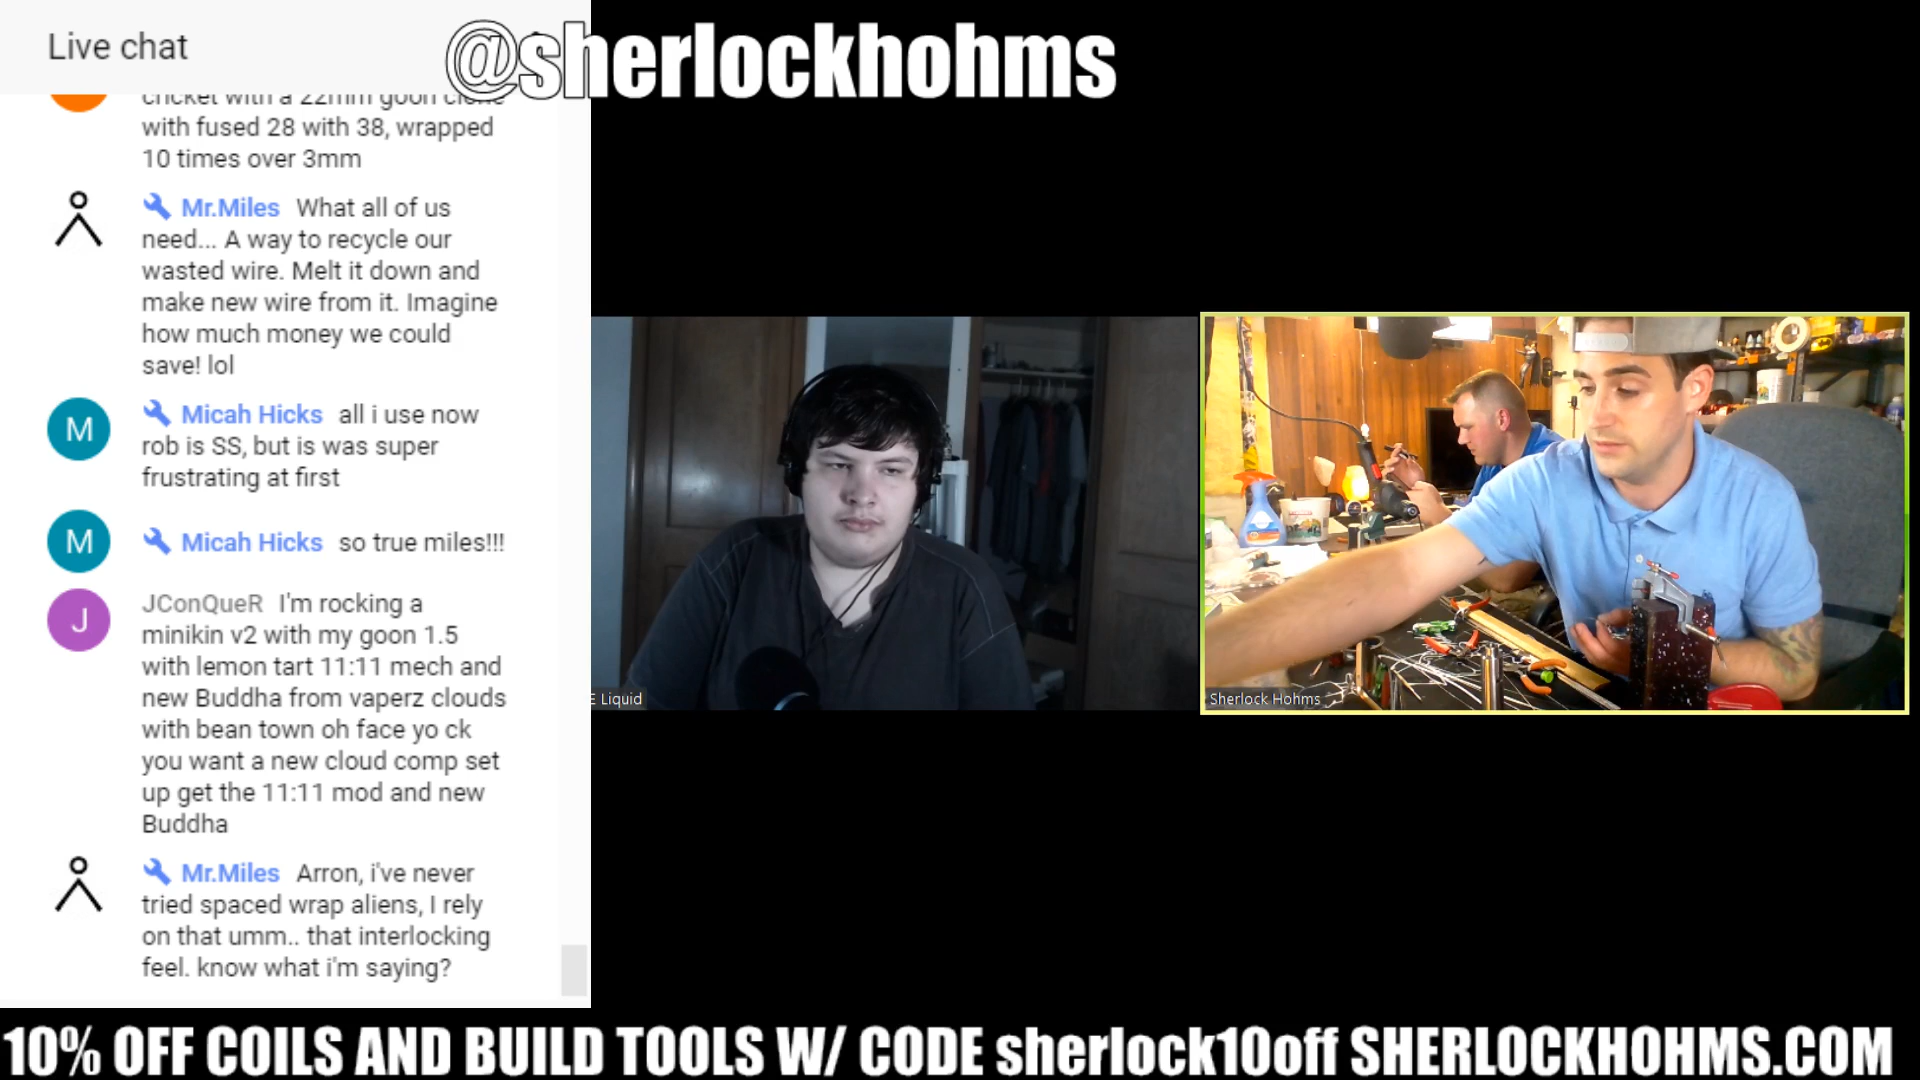 Live chat
@sherlockhohms
cricket with a 22mm goon clone
with fused 28 with 38, wrapped
10 times over 3mm
Mr.Miles What all of us
need... A way to recycle our
wasted wire. Melt it down and
make new wire from it. Imagine
how much money we could
save! lol
M
Micah Hicks all i use now
rob is SS, but is was super
frustrating at first
M
Micah Hicks so true miles!!!
J
JConQueR I'm rocking a
minikin v2 with my goon 1.5
with lemon tart 11:11 mech and
new Buddha from vaperz clouds
with bean town oh face yo ck
you want a new cloud comp set
up get the 11:11 mod and new
Buddha
Mr.Miles Arron, i've never
tried spaced wrap aliens, I rely
on that umm.. that interlocking
feel. know what i'm saying?
E Liquid
Sherlock Hohms
10% OFF COILS AND BUILD TOOLS W/ CODE sherlock10off SHERLOCKHOHMS.COM